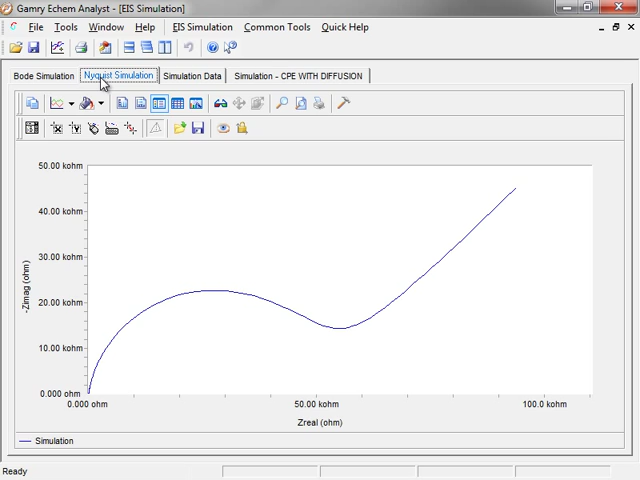 Gamry Echem Analyst - [EIS Simulation]
File Tools Window Help EIS Simulation Common Tools Quick Help
Bode Simulation Nyquist Simulation Simulation Data Simulation - CPE WITH DIFFUSION
50.00 kohm
40.00 kohm
30.00 kohm
20.00 kohm
10.00 kohm
0.000 ohm
-Zimag (ohm)
0.000 ohm 50.00 kohm 100.0 kohm
Zreal (ohm)
Simulation
Ready